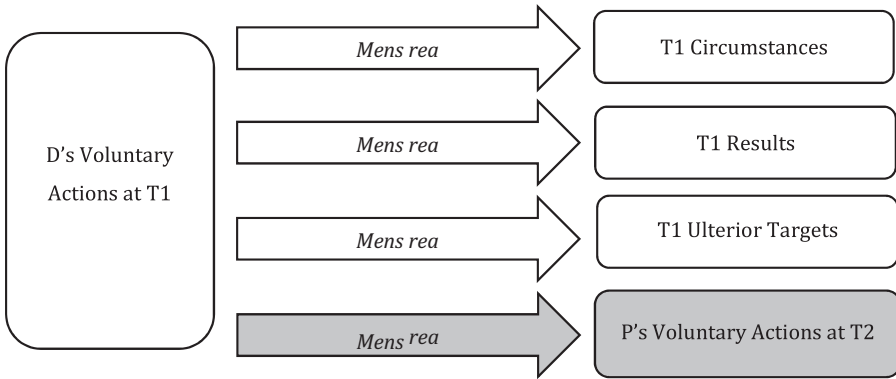 D's Voluntary
Actions at T1
Mens rea
T1 Circumstances
Mens rea
T1 Results
Mens rea
T1 Ulterior Targets
Mens rea
P's Voluntary Actions at T2